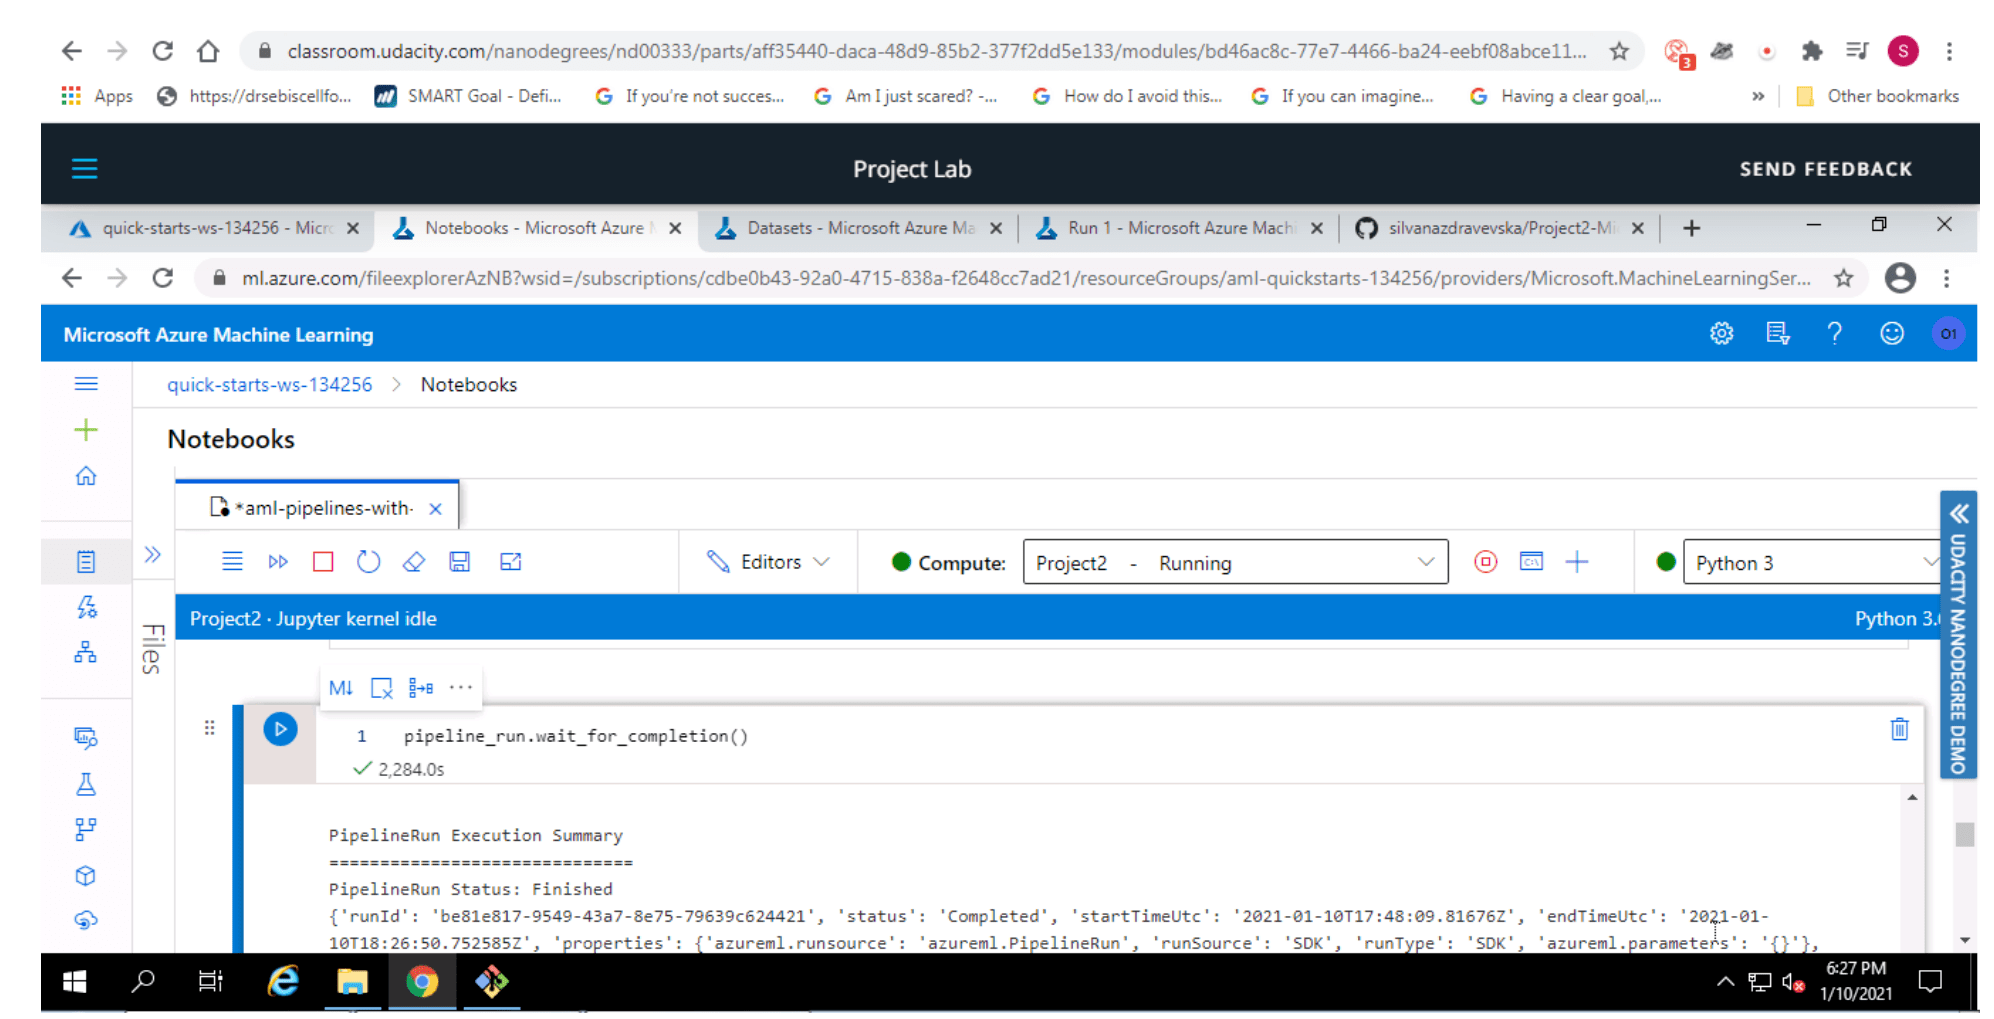 classroom.udacity.com/nanodegrees/nd00333/parts/aff35440-daca-48d9-85b2-377f2dd5e133/modules/bd46ac8c-77e7-4466-ba24-eebf08abce11...
3
S
Apps https://drsebiscellfo... SMART Goal - Defi... If you're not succes... Am I just scared? -... How do I avoid this... If you can imagine... Having a clear goal,... » Other bookmarks
Project Lab SEND FEEDBACK
quick-starts-ws-134256 - Micro Notebooks - Microsoft Azure M Datasets - Microsoft Azure Ma Run 1 - Microsoft Azure Machi silvanazdravevska/Project2-Mi
ml.azure.com/fileexplorerAzNB?wsid=/subscriptions/cdbe0b43-92a0-4715-838a-f2648cc7ad21/resourceGroups/aml-quickstarts-134256/providers/Microsoft.MachineLearningSer...
Microsoft Azure Machine Learning ? O1
quick-starts-ws-134256 > Notebooks
Notebooks
*aml-pipelines-with-
Editors Compute: Project2 - Running Python 3
Project2 · Jupyter kernel idle Python 3.
Files
UDACITY NANODEGREE DEMO
M↓ ···
1 pipeline_run.wait_for_completion()
2,284.0s
PipelineRun Execution Summary
==============================
PipelineRun Status: Finished
{'runId': 'be81e817-9549-43a7-8e75-79639c624421', 'status': 'Completed', 'startTimeUtc': '2021-01-10T17:48:09.81676Z', 'endTimeUtc': '2021-01-
10T18:26:50.752585Z', 'properties': {'azureml.runsource': 'azureml.PipelineRun', 'runSource': 'SDK', 'runType': 'SDK', 'azureml.parameters': '{}'},
6:27 PM
1/10/2021